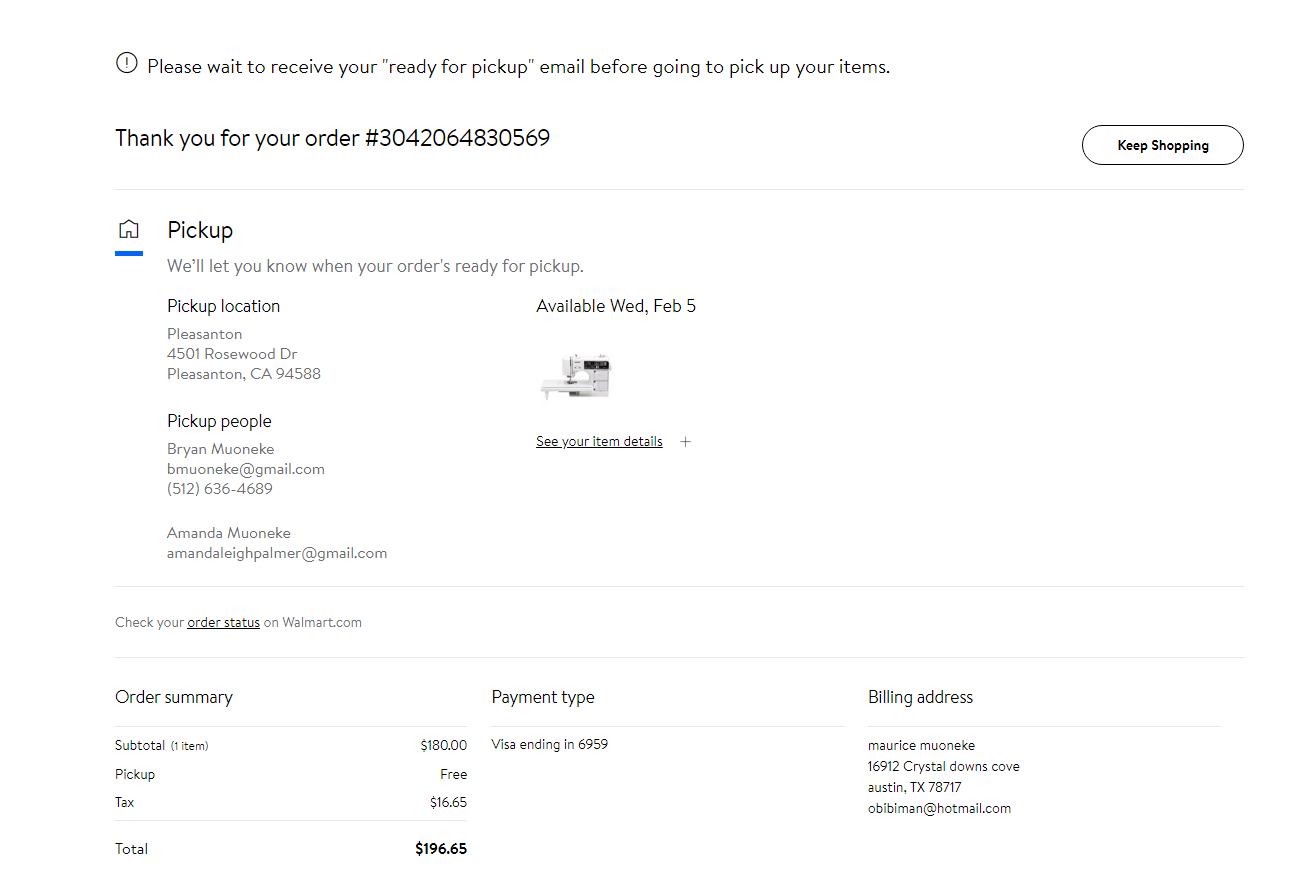 Please wait to receive your "ready for pickup" email before going to pick up your items.
Thank you for your order #3042064830569
Keep Shopping
Pickup
We'll let you know when your order's ready for pickup.
Pickup location
Pleasanton
4501 Rosewood Dr
Pleasanton, CA 94588
Pickup people
Bryan Muoneke
bmuoneke@gmail.com
(512) 636-4689
Amanda Muoneke
amandaleighpalmer@gmail.com
Available Wed, Feb 5
See your item details +
Check your order status on Walmart.com
Order summary
Subtotal (1 item) $180.00
Pickup Free
Tax $16.65
Total $196.65
Payment type
Visa ending in 6959
Billing address
maurice muoneke
16912 Crystal downs cove
austin, TX 78717
obibiman@hotmail.com